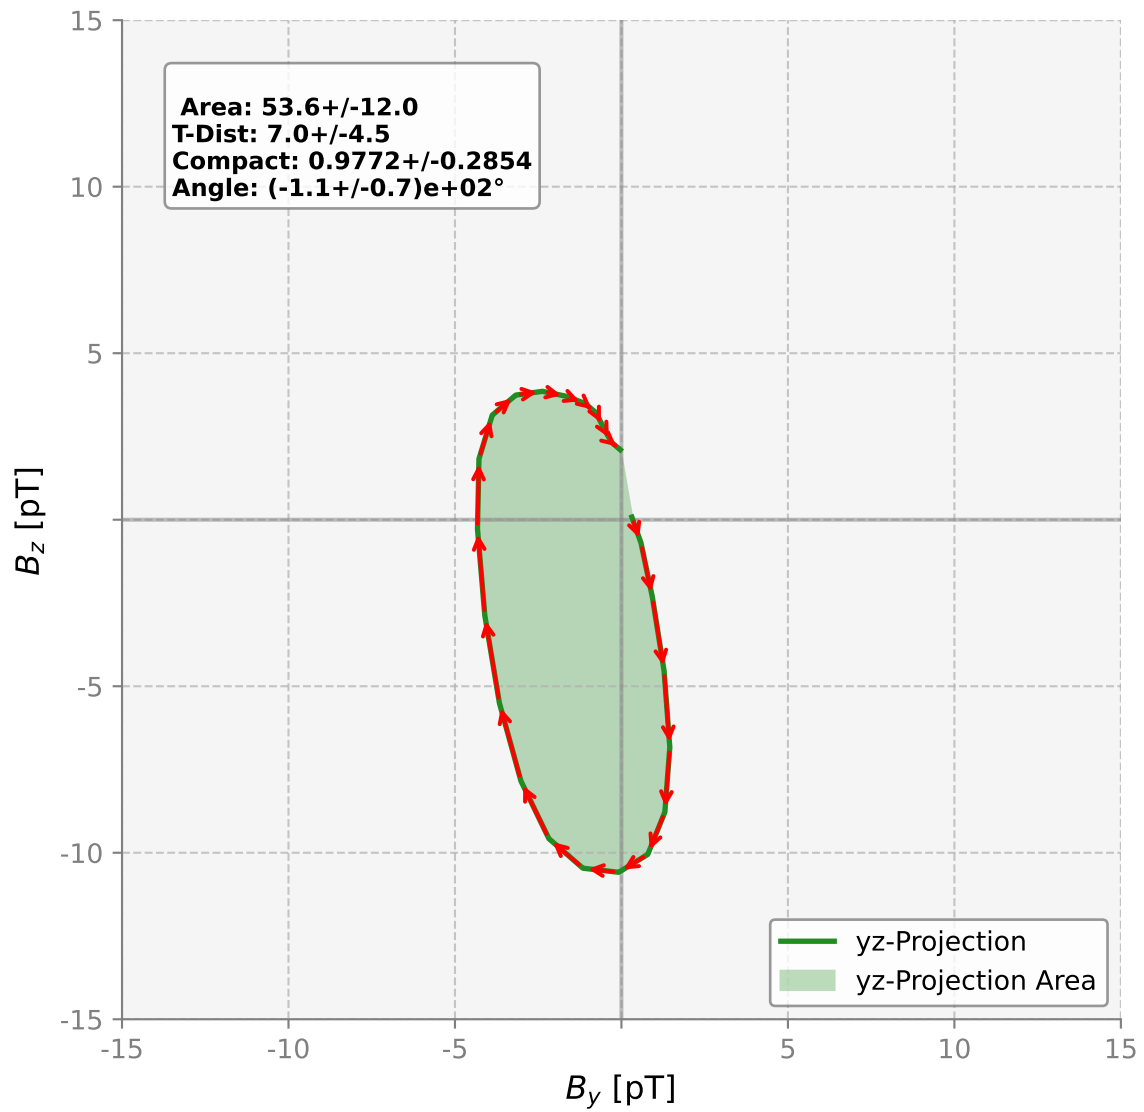 15
Area: 53.6+/-12.0
T-Dist: 7.0+/-4.5
Compact: 0.9772+/-0.2854
Angle: (-1.1+/-0.7)e+02°
10
5
B_z [pT]
-5
-10
yz-Projection
yz-Projection Area
-15
-15
-10
-5
5
10
15
B_y [pT]